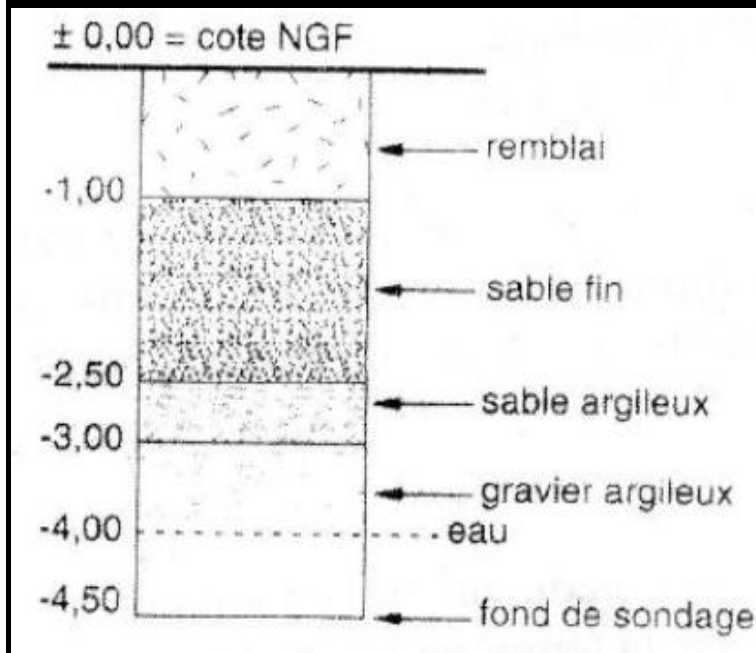 ± 0,00 = cote NGF
remblai
-1,00
sable fin
-2,50
sable argileux
-3,00
gravier argileux
-4,00
eau
-4,50
fond de sondage